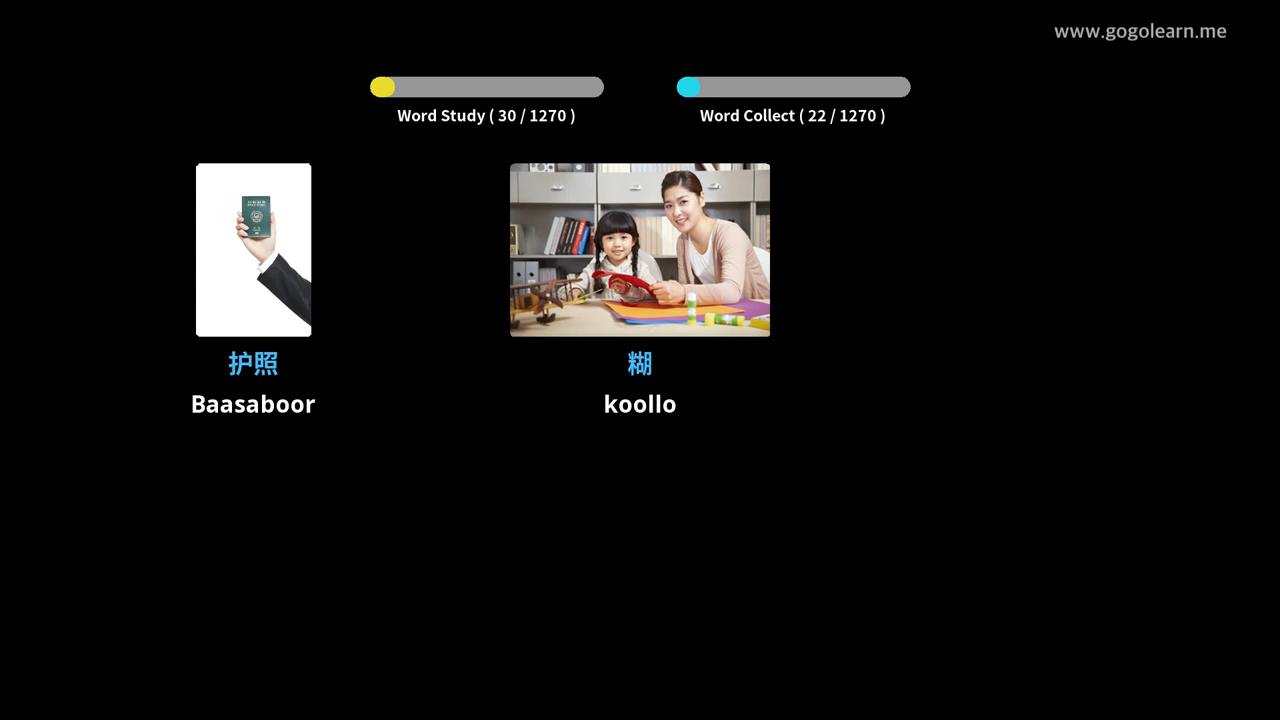 www.gogolearn.me
Word Study ( 30 / 1270 )
Word Collect ( 22 / 1270 )
护照
糊
Baasaboor
koollo